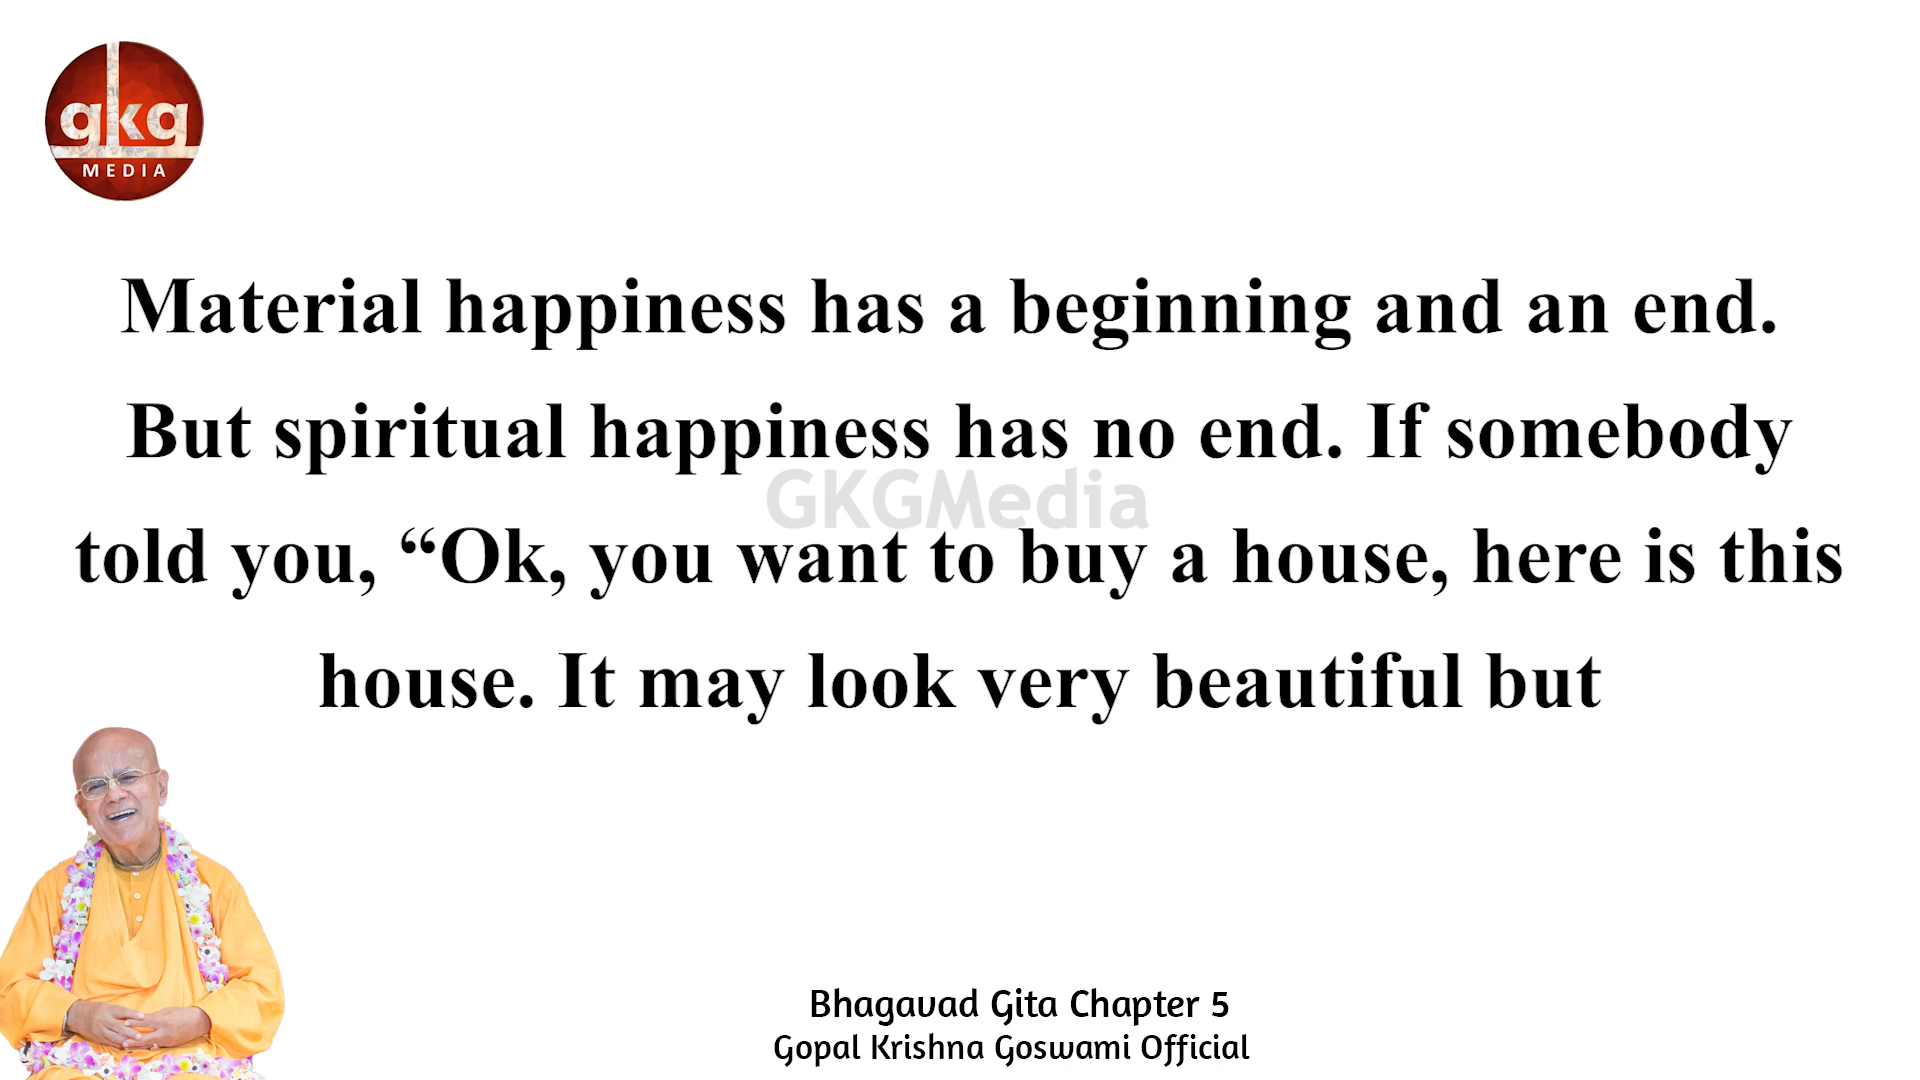 gkg
MEDIA
Material happiness has a beginning and an end.
But spiritual happiness has no end. If somebody
told you, “Ok, you want to buy a house, here is this
house. It may look very beautiful but
GKGMedia
Bhagavad Gita Chapter 5
Gopal Krishna Goswami Official